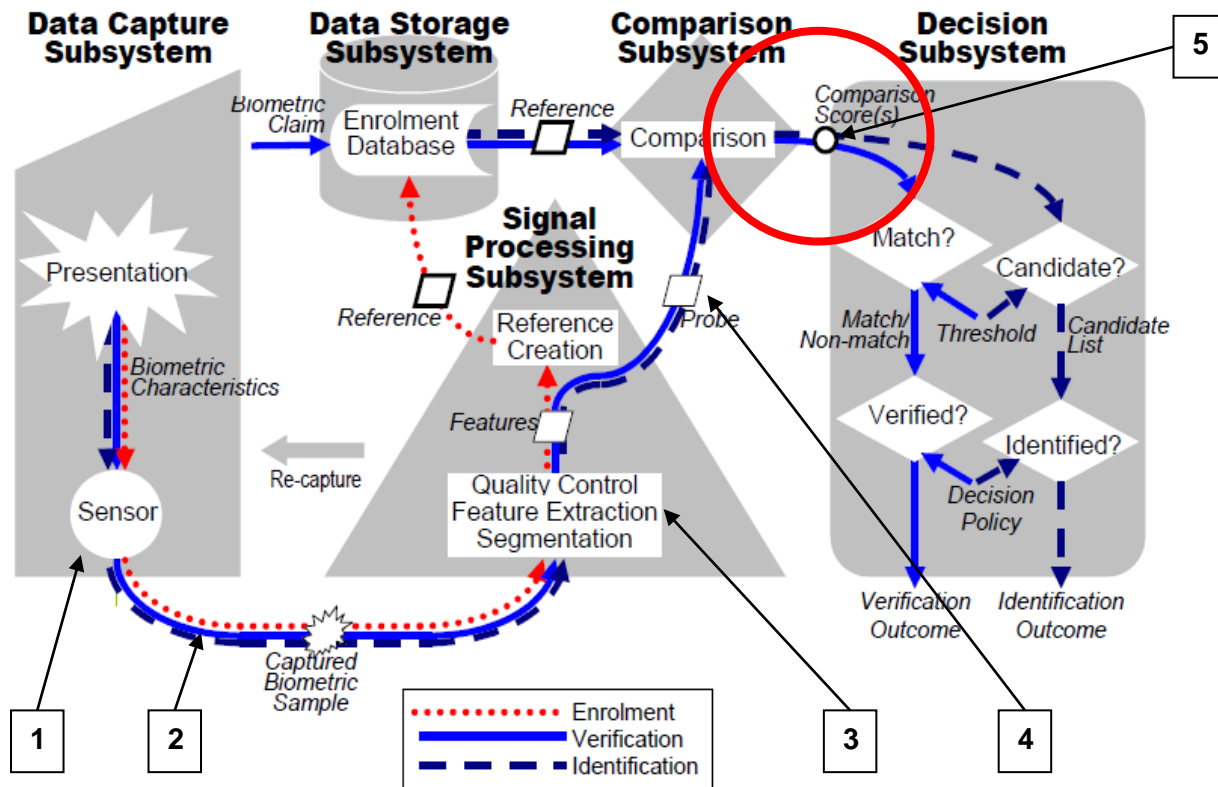 Data Capture
Subsystem
Data Storage
Subsystem
Comparison
Subsystem
Decision
Subsystem
5
Biometric
Claim
Enrolment
Database
Reference
Comparison
Comparison
Score(s)
Signal
Processing
Subsystem
Presentation
Match?
Candidate?
Reference
Reference
Creation
Probe
Match/
Non-match
Threshold
Candidate
List
Biometric
Characteristics
Features
Verified?
Identified?
Re-capture
Sensor
Quality Control
Feature Extraction
Segmentation
Decision
Policy
Verification
Outcome
Identification
Outcome
Captured
Biometric
Sample
1
2
3
4
Enrolment
Verification
Identification